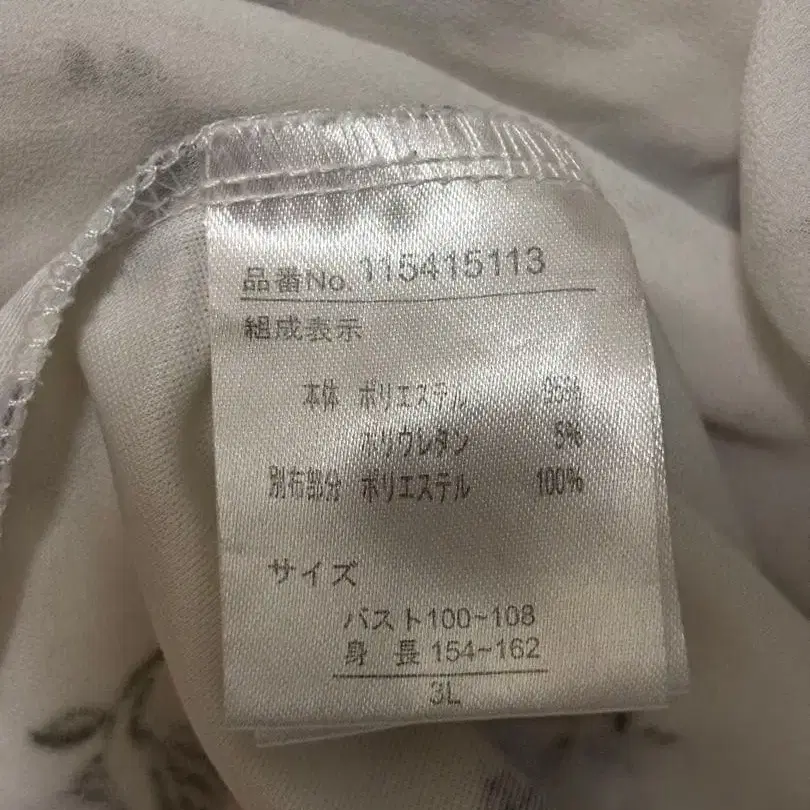 品番No. 115415113
組成表示
本体 ポリエステル 95%
ポリウレタン 5%
別布部分 ポリエステル 100%
サイズ
バスト100~108
身 長 154~162
3L